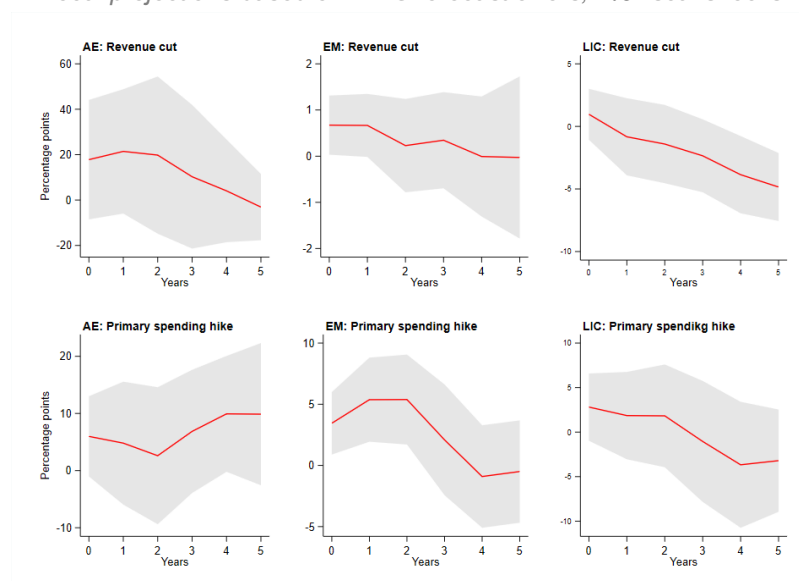 AE: Revenue cut
60
40
20
0
-20
Percentage points
0 1 2 3 4 5
Years
EM: Revenue cut
2
1
0
-1
-2
0 1 2 3 4 5
Years
LIC: Revenue cut
5
0
-5
-10
0 1 2 3 4 5
Years
AE: Primary spending hike
20
10
0
-10
Percentage points
0 1 2 3 4 5
Years
EM: Primary spending hike
10
5
0
-5
0 1 2 3 4 5
Years
LIC: Primary spendikg hike
10
5
0
-5
-10
0 1 2 3 4 5
Years